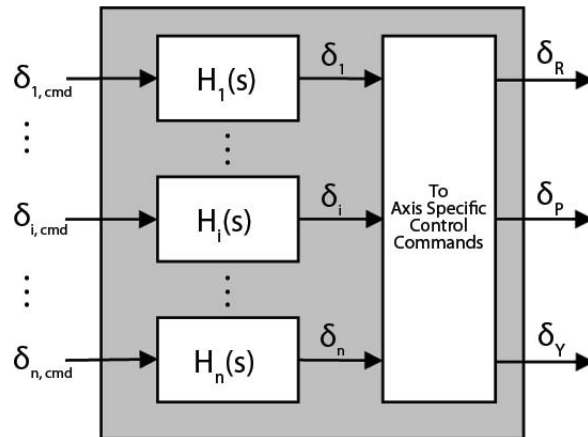 δ1, cmd
H1(s)
δ1
δR
δi, cmd
Hi(s)
δi
To
Axis Specific
Control
Commands
δP
δn, cmd
Hn(s)
δn
δY